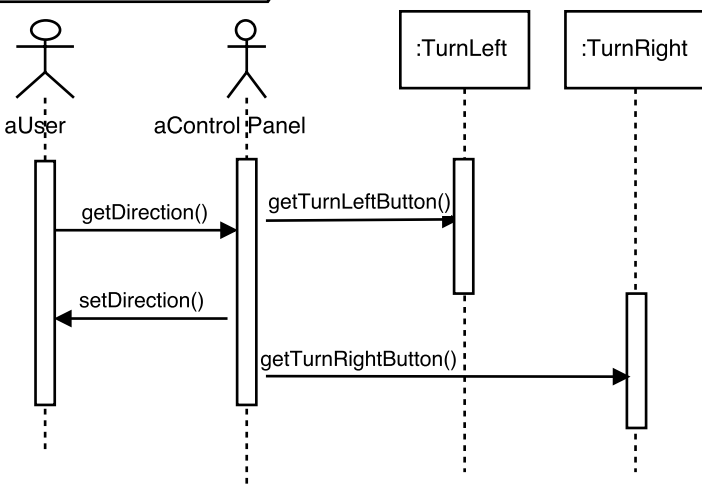 :TurnLeft
:TurnRight
aUser
aControl Panel
getDirection()
getTurnLeftButton()
setDirection()
getTurnRightButton()